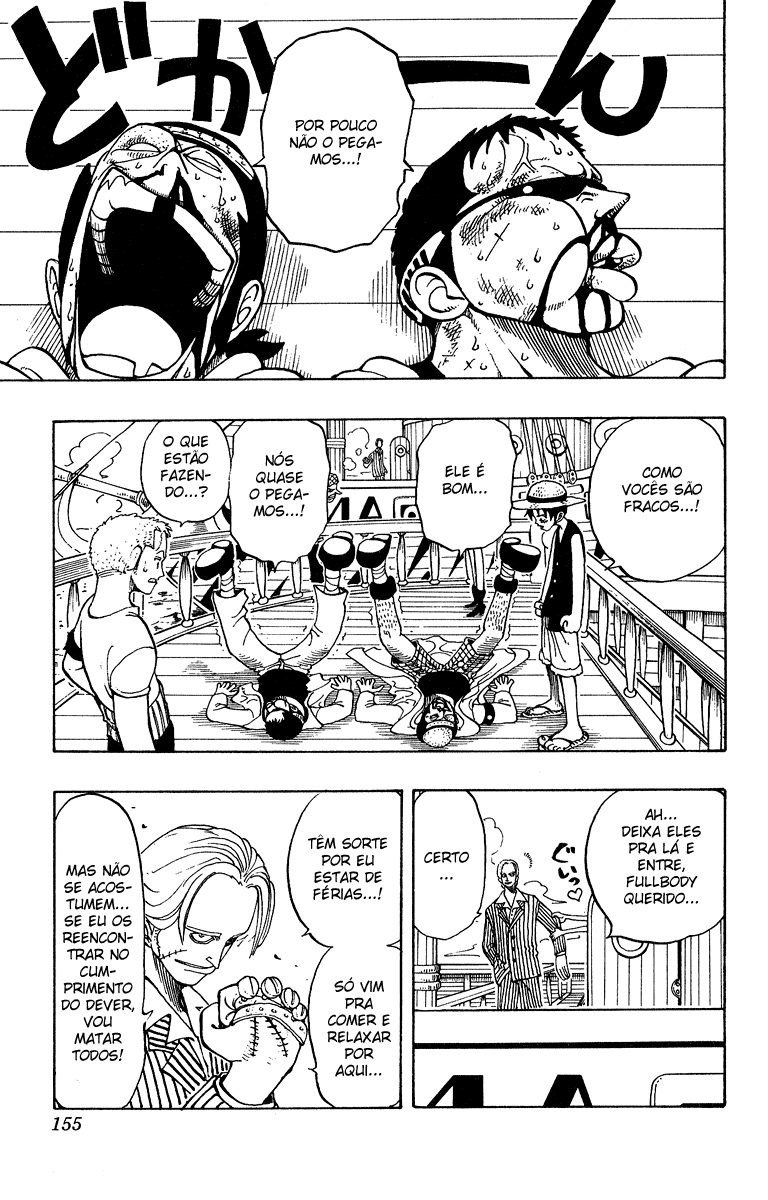 どかーん
POR POUCO
NÃO O PEGA-
MOS...!
COMO
VOCÊS SÃO
FRACOS...!
ELE É
BOM...
NÓS
QUASE
O PEGA-
MOS...!
O QUE
ESTÃO
FAZEN-
DO...?
MA
AH...
DEIXA ELES
PRA LÁ E
ENTRE,
FULLBODY
QUERIDO...
ぐいっ♡
CERTO
...
TÊM SORTE
POR EU
ESTAR DE
FÉRIAS...!
SÓ VIM
PRA
COMER E
RELAXAR
POR
AQUI...
MAS NÃO
SE ACOS-
TUMEM...
SE EU OS
REENCON-
TRAR NO
CUM-
PRIMENTO
DO DEVER,
VOU
MATAR
TODOS!
155